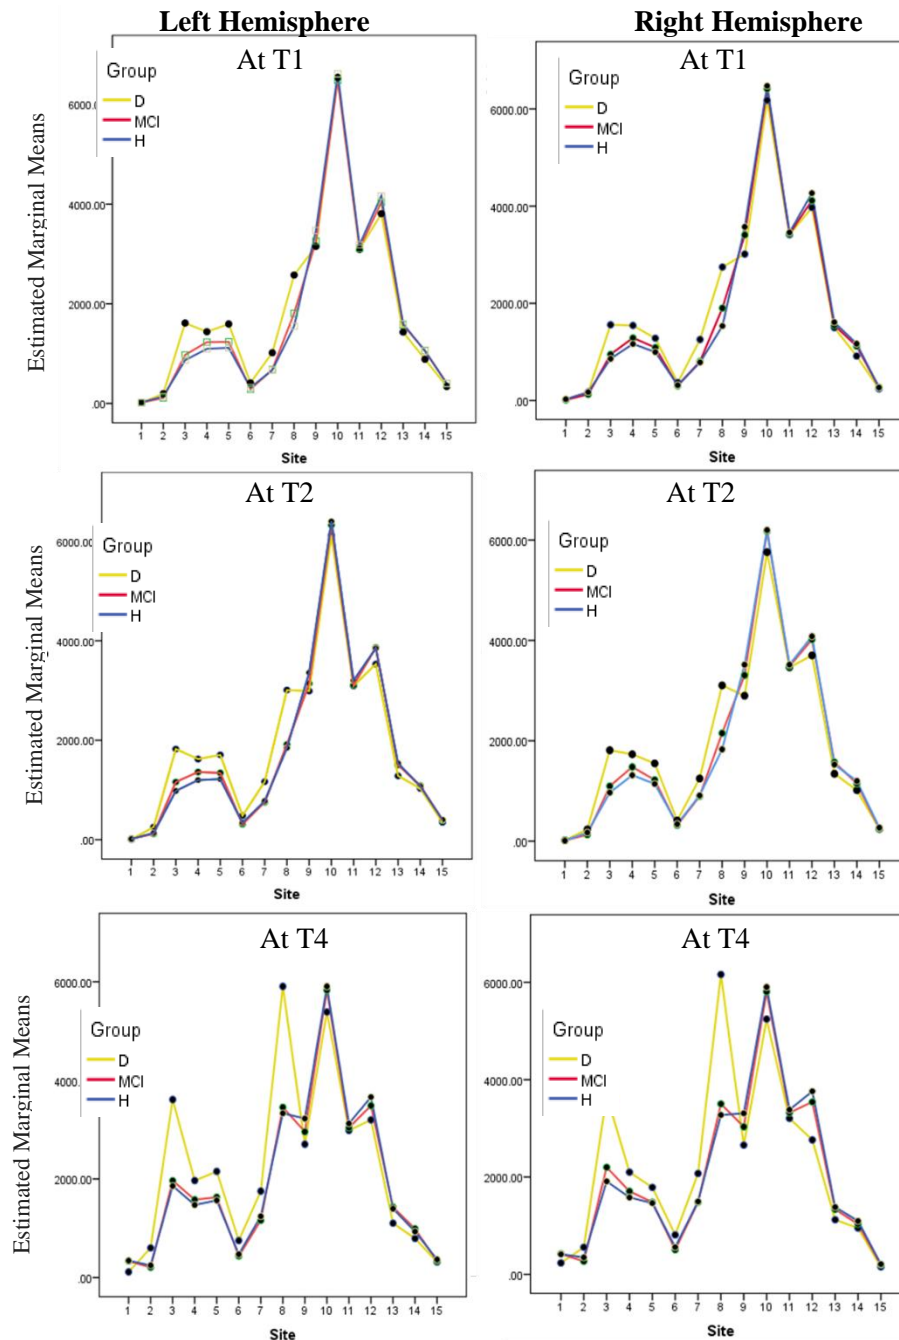 Left Hemisphere
Right Hemisphere
At T1
Group
D
MCI
H
Estimated Marginal Means
6000.00
4000.00
2000.00
.00
1 2 3 4 5 6 7 8 9 10 11 12 13 14 15
Site
At T1
Group
D
MCI
H
6000.00
4000.00
2000.00
.00
1 2 3 4 5 6 7 8 9 10 11 12 13 14 15
Site
At T2
Group
D
MCI
H
Estimated Marginal Means
6000.00
4000.00
2000.00
.00
1 2 3 4 5 6 7 8 9 10 11 12 13 14 15
Site
At T2
Group
D
MCI
H
6000.00
4000.00
2000.00
.00
1 2 3 4 5 6 7 8 9 10 11 12 13 14 15
Site
At T4
Group
D
MCI
H
Estimated Marginal Means
6000.00
4000.
2000.00
.00
1 2 3 4 5 6 7 8 9 10 11 12 13 14 15
Site
At T4
Group
D
MCI
H
6000.00
4000.00
2000.00
.00
1 2 3 4 5 6 7 8 9 10 11 12 13 14 15
Site